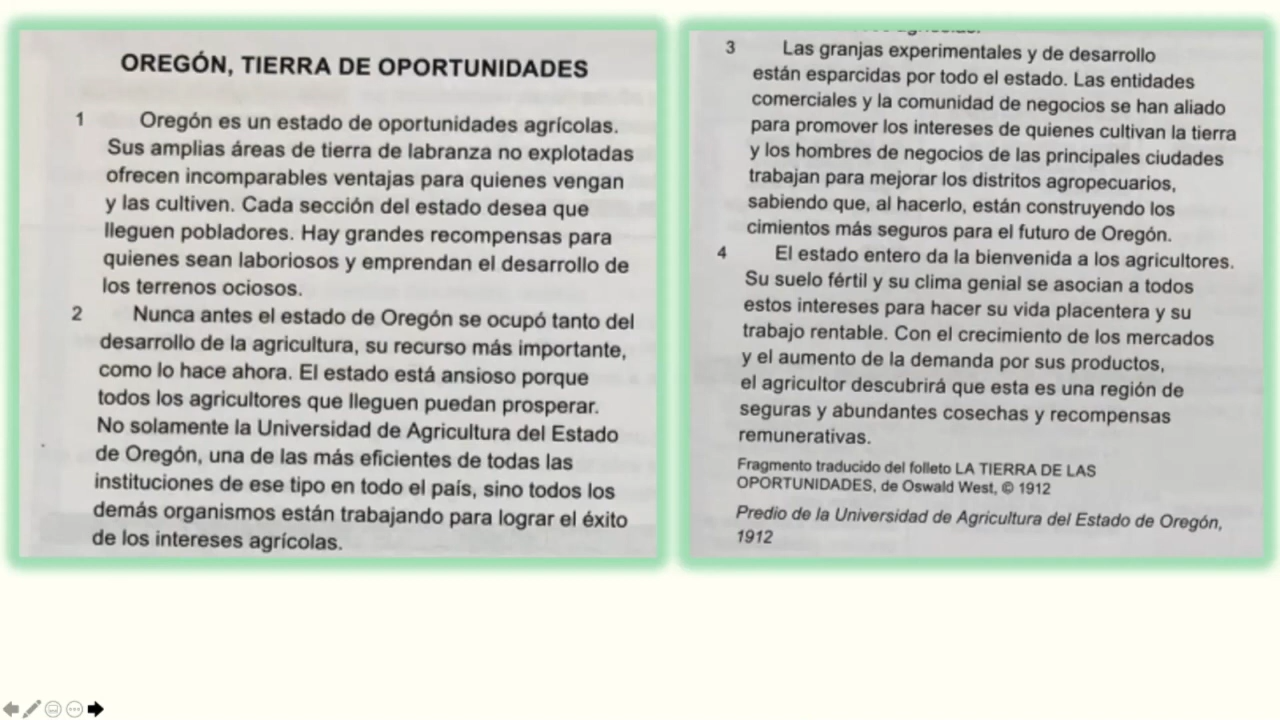 OREGÓN, TIERRA DE OPORTUNIDADES
1 Oregón es un estado de oportunidades agrícolas.
Sus amplias áreas de tierra de labranza no explotadas
ofrecen incomparables ventajas para quienes vengan
y las cultiven. Cada sección del estado desea que
lleguen pobladores. Hay grandes recompensas para
quienes sean laboriosos y emprendan el desarrollo de
los terrenos ociosos.
2 Nunca antes el estado de Oregón se ocupó tanto del
desarrollo de la agricultura, su recurso más importante,
como lo hace ahora. El estado está ansioso porque
todos los agricultores que lleguen puedan prosperar.
No solamente la Universidad de Agricultura del Estado
de Oregón, una de las más eficientes de todas las
instituciones de ese tipo en todo el país, sino todos los
demás organismos están trabajando para lograr el éxito
de los intereses agrícolas.
3 Las granjas experimentales y de desarrollo
están esparcidas por todo el estado. Las entidades
comerciales y la comunidad de negocios se han aliado
para promover los intereses de quienes cultivan la tierra
y los hombres de negocios de las principales ciudades
trabajan para mejorar los distritos agropecuarios,
sabiendo que, al hacerlo, están construyendo los
cimientos más seguros para el futuro de Oregón.
4 El estado entero da la bienvenida a los agricultores.
Su suelo fértil y su clima genial se asocian a todos
estos intereses para hacer su vida placentera y su
trabajo rentable. Con el crecimiento de los mercados
y el aumento de la demanda por sus productos,
el agricultor descubrirá que esta es una región de
seguras y abundantes cosechas y recompensas
remunerativas.
Fragmento traducido del folleto LA TIERRA DE LAS
OPORTUNIDADES, de Oswald West, © 1912
Predio de la Universidad de Agricultura del Estado de Oregón,
1912